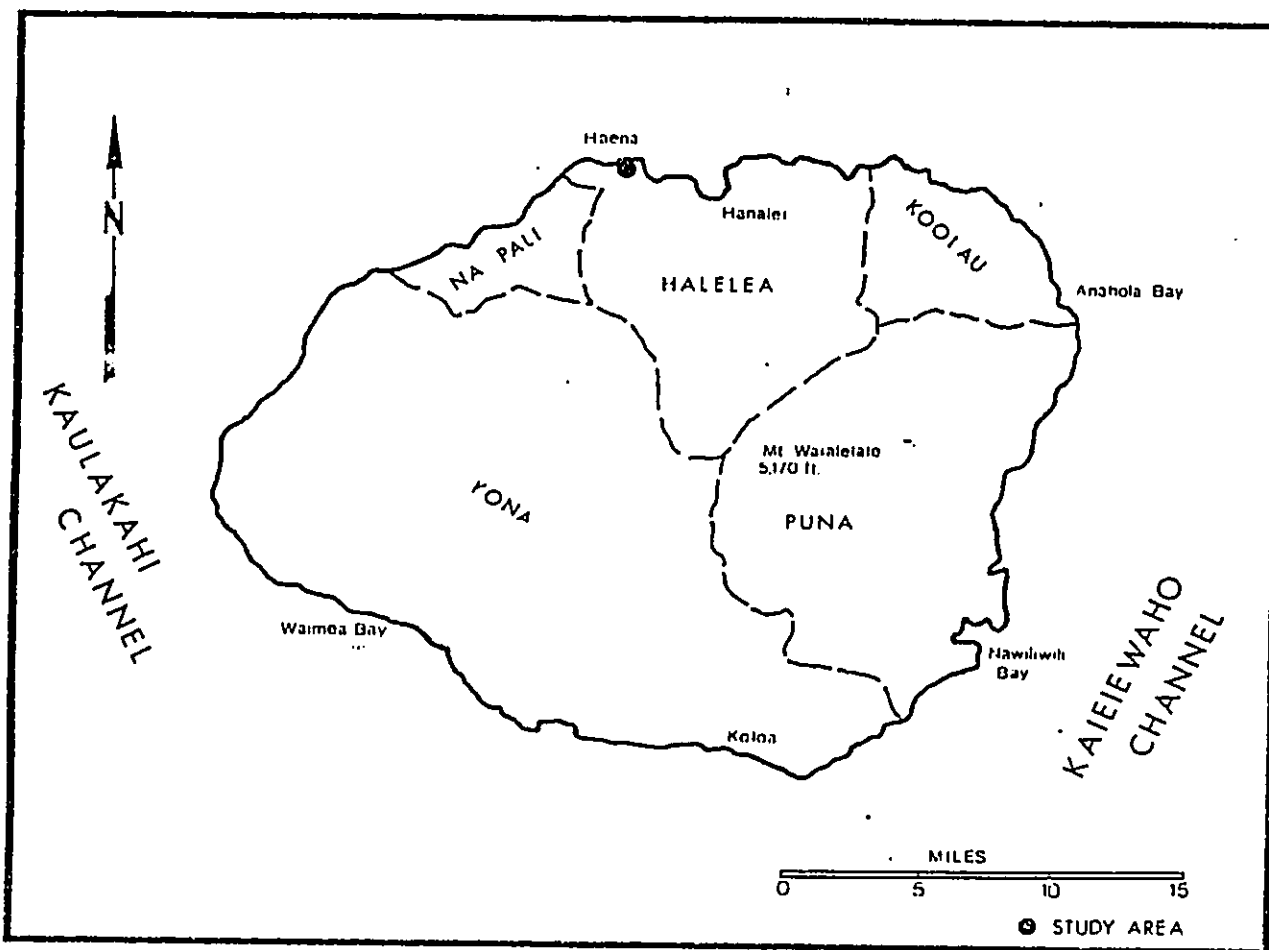 Haena
N
Hanalei
KOOLAU
NA PALI
HALELEA
Anahola Bay
KAULAKAHI
CHANNEL
Mt Waialeale
5,170 ft.
KONA
PUNA
Waimea Bay
Nawiliwili
Bay
KAIEIEWAHO
CHANNEL
Koloa
MILES
0 5 10 15
STUDY AREA